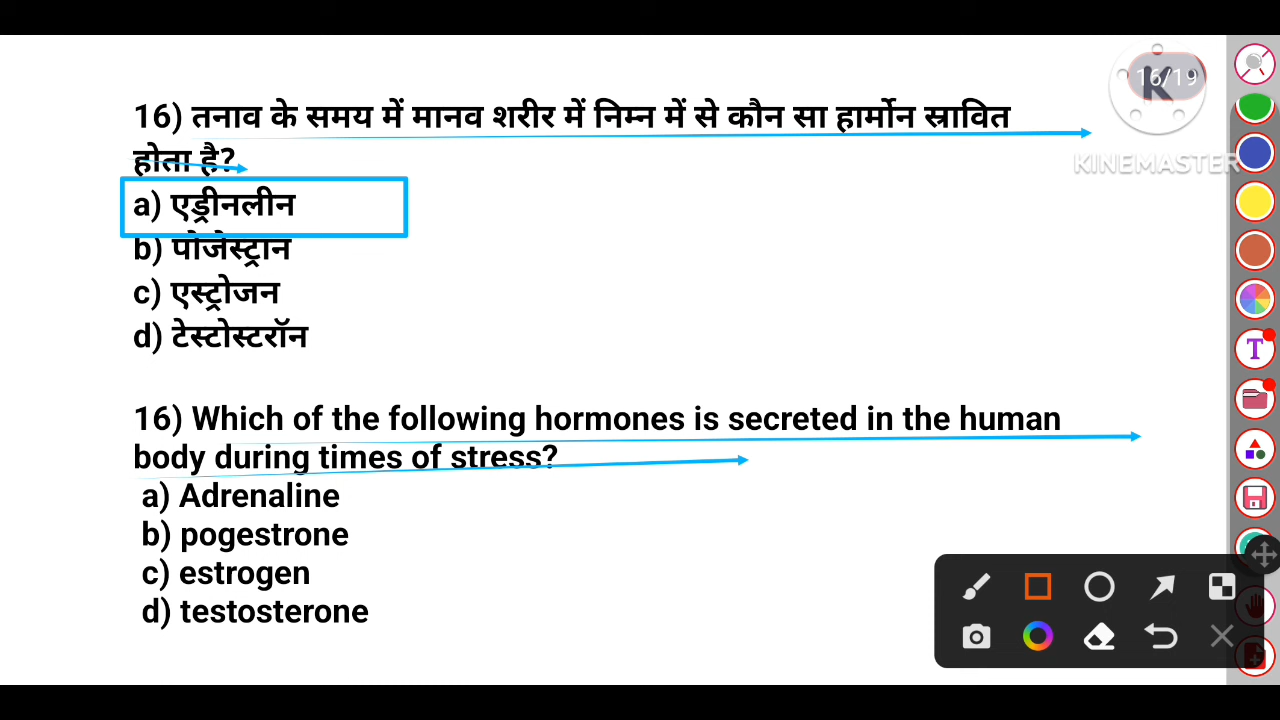 16/19
K
KINEMASTER
16) तनाव के समय में मानव शरीर में निम्न में से कौन सा हार्मोन स्रावित
होता है?
a) एड्रीनलीन
b) पोजेस्ट्रान
c) एस्ट्रोजन
d) टेस्टोस्टरॉन
16) Which of the following hormones is secreted in the human
body during times of stress?
a) Adrenaline
b) pogestrone
c) estrogen
d) testosterone
T